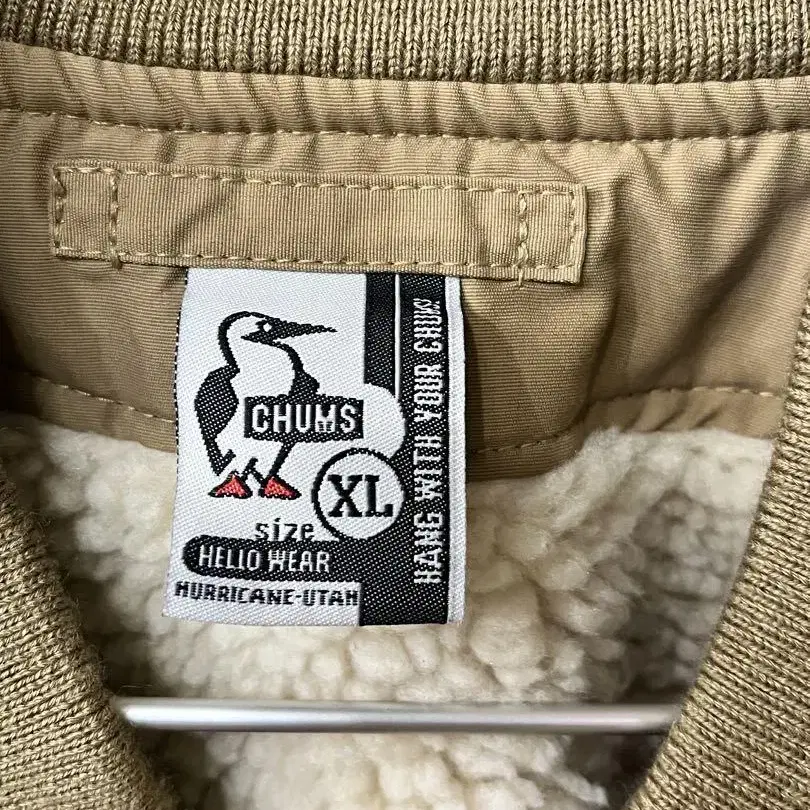 CHUMS
XL
size
HELLO WEAR
HURRICANE-UTAH
HANG WITH YOUR CHUMS